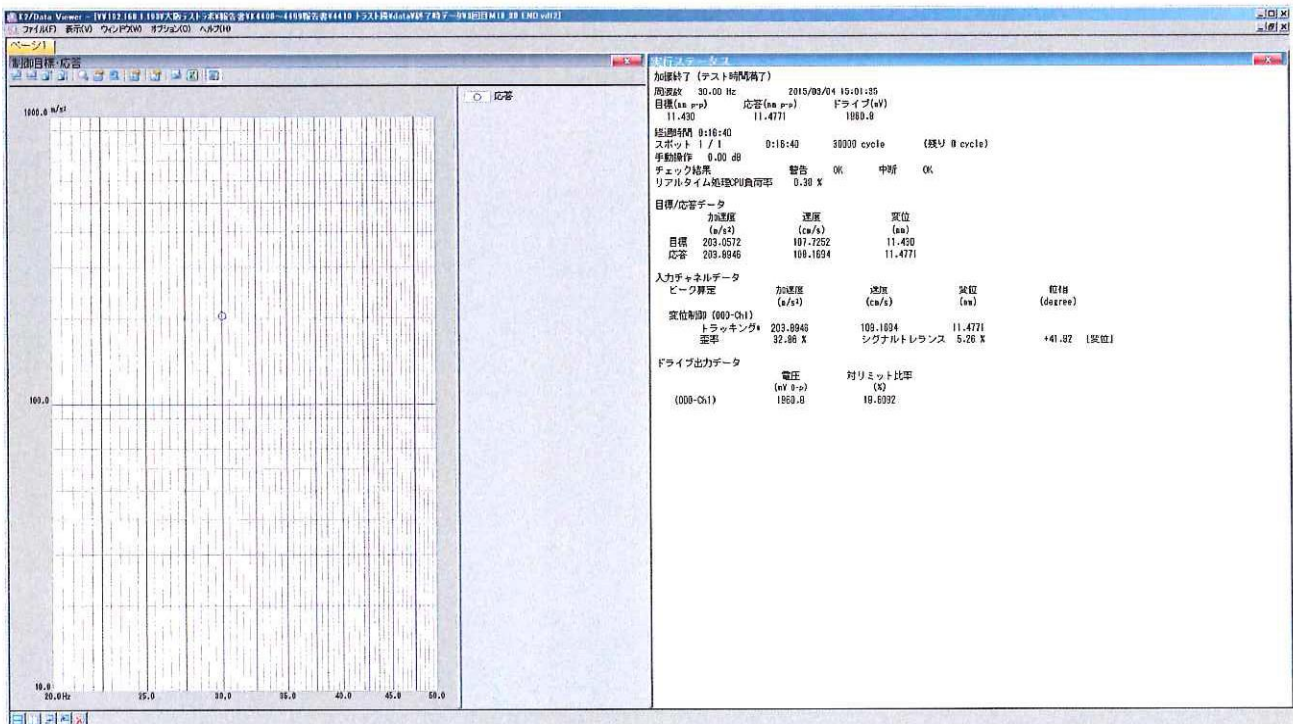 K2/Data Viewer
ファイル(F) 表示(V) ウィンドウ(W) オプション(O) ヘルプ(H)
ページ1
制御目標・応答
応答
1000.0 m/s²
100.0
10.0
20.0Hz 25.0 30.0 35.0 40.0 45.0 50.0
実行ステータス
加振終了 (テスト時間満了)
周波数 30.00 Hz 2015/03/04 15:01:35
目標(mm p-p) 応答(mm p-p) ドライブ(mV)
11.430 11.4771 1960.9
経過時間 0:16:40
スポット 1 / 1 0:16:40 30000 cycle (残り 0 cycle)
手動操作 0.00 dB
チェック結果 警告 OK 中断 OK
リアルタイム処理CPU負荷率 0.30 %
目標/応答データ
加速度 速度 変位
(m/s²) (cm/s) (mm)
目標 203.0572 107.7252 11.430
応答 203.8946 108.1694 11.4771
入力チャネルデータ
ピーク算定 加速度 速度 変位 位相
(m/s²) (cm/s) (mm) (degree)
変位制御 (000-Ch1)
トラッキング* 203.8946 108.1694 11.4771
歪率 32.96 % シグナルトレランス 5.26 % +41.92 [変位]
ドライブ出力データ
電圧 対リミット比率
(mV 0-p) (%)
(000-Ch1) 1960.9 19.6092